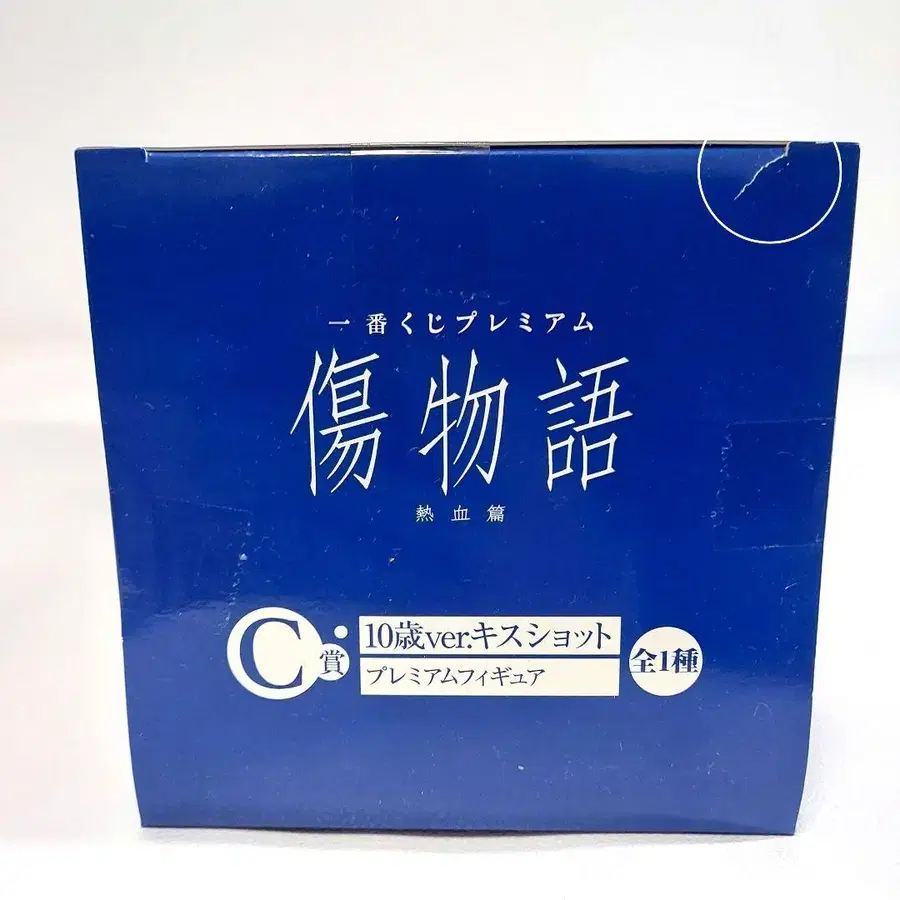 一番くじプレミアム
傷物語
熱血篇
C賞
10歳ver.キスショット
プレミアムフィギュア
全1種